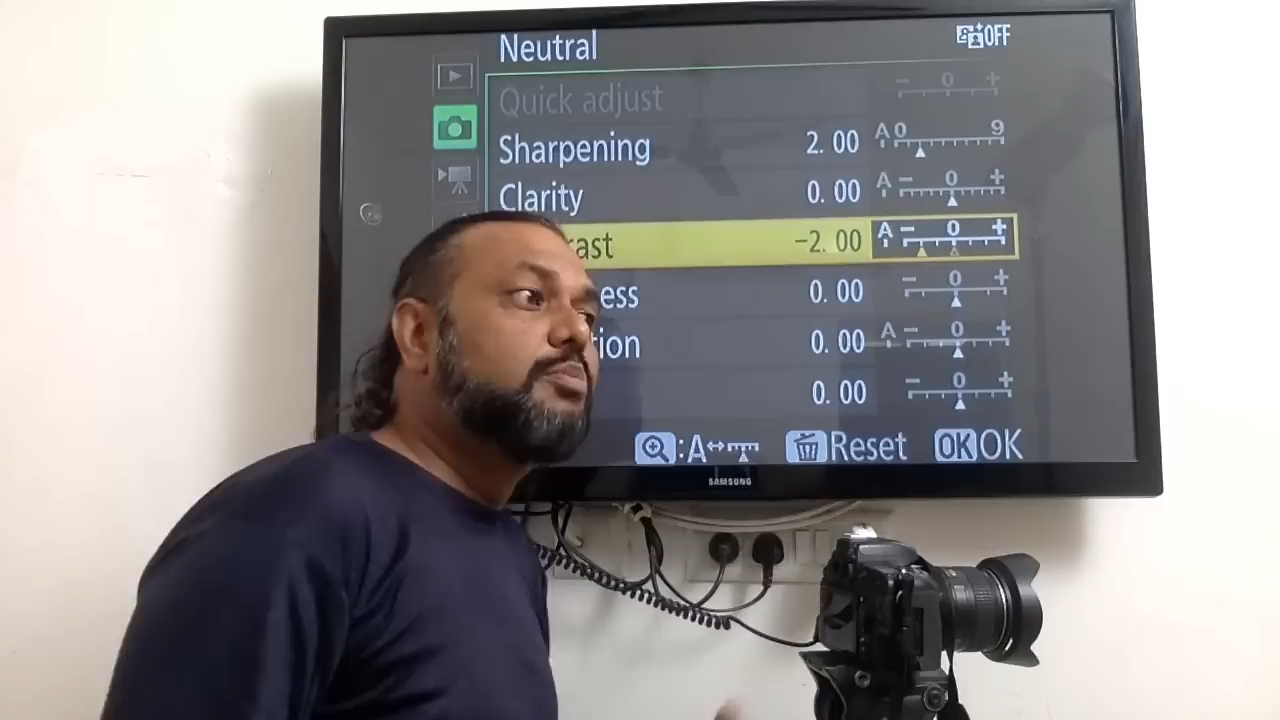 Neutral OFF
Quick adjust - 0 +
Sharpening 2.00 A 0 9
Clarity 0.00 A - 0 +
rast -2.00 A - 0 +
ess 0.00 - 0 +
tion 0.00 A - 0 +
0.00 - 0 +
:A Reset OK OK
SAMSUNG